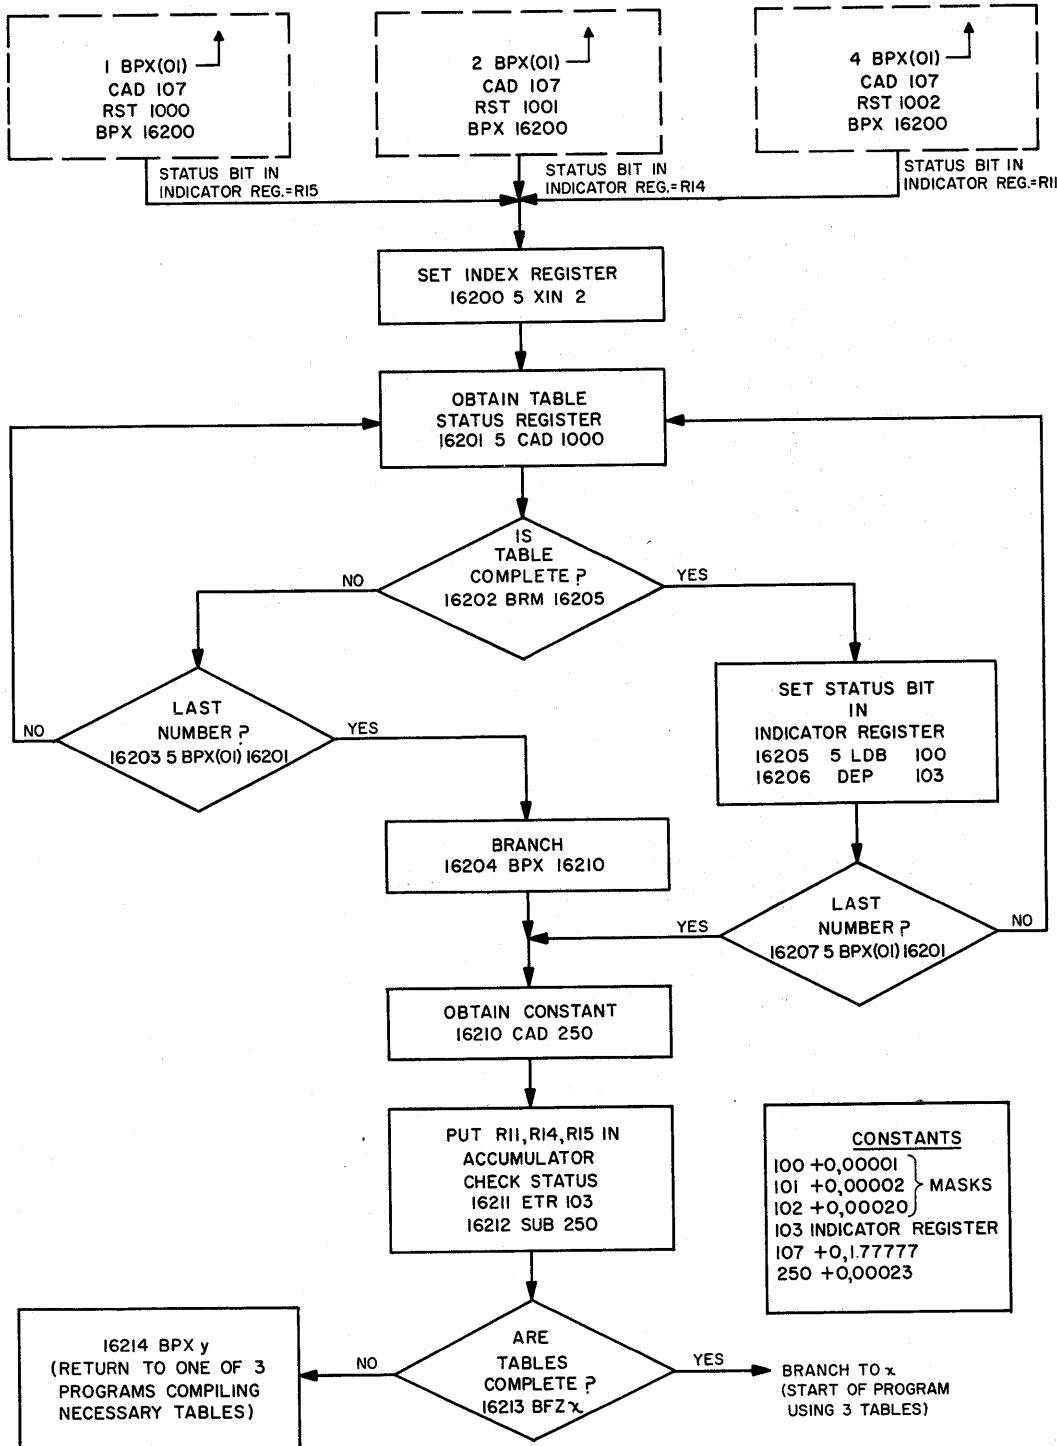 1 BPX(01)
CAD 107
RST 1000
BPX 16200
2 BPX(01)
CAD 107
RST 1001
BPX 16200
4 BPX(01)
CAD 107
RST 1002
BPX 16200
STATUS BIT IN
INDICATOR REG.=R15
STATUS BIT IN
INDICATOR REG.=R14
STATUS BIT IN
INDICATOR REG.=R11
SET INDEX REGISTER
16200 5 XIN 2
OBTAIN TABLE
STATUS REGISTER
16201 5 CAD 1000
IS
TABLE
COMPLETE ?
16202 BRM 16205
NO
YES
LAST
NUMBER ?
16203 5 BPX(01) 16201
NO
YES
SET STATUS BIT
IN
INDICATOR REGISTER
16205 5 LDB 100
16206 DEP 103
BRANCH
16204 BPX 16210
LAST
NUMBER ?
16207 5 BPX(01) 16201
YES
NO
OBTAIN CONSTANT
16210 CAD 250
PUT R11,R14,R15 IN
ACCUMULATOR
CHECK STATUS
16211 ETR 103
16212 SUB 250
CONSTANTS
100 +0,00001
101 +0,00002 MASKS
102 +0,00020
103 INDICATOR REGISTER
107 +0,1.77777
250 +0,00023
16214 BPX y
(RETURN TO ONE OF 3
PROGRAMS COMPILING
NECESSARY TABLES)
NO
ARE
TABLES
COMPLETE ?
16213 BFZ x
YES
BRANCH TO x
(START OF PROGRAM
USING 3 TABLES)